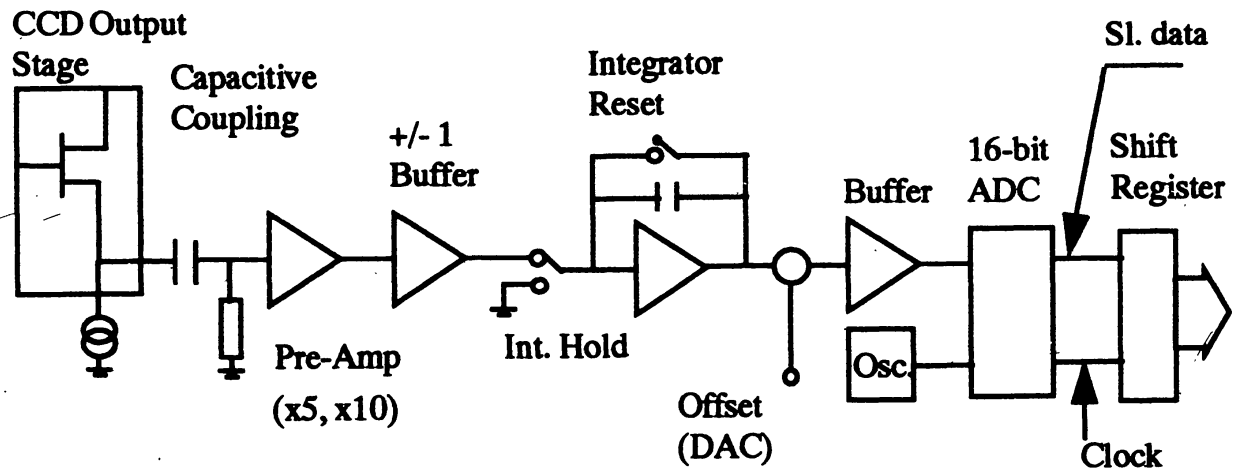 CCD Output
Stage
Capacitive
Coupling
+/- 1
Buffer
Integrator
Reset
Sl. data
16-bit
ADC
Shift
Register
Buffer
Pre-Amp
(x5, x10)
Int. Hold
Offset
(DAC)
Osc.
Clock